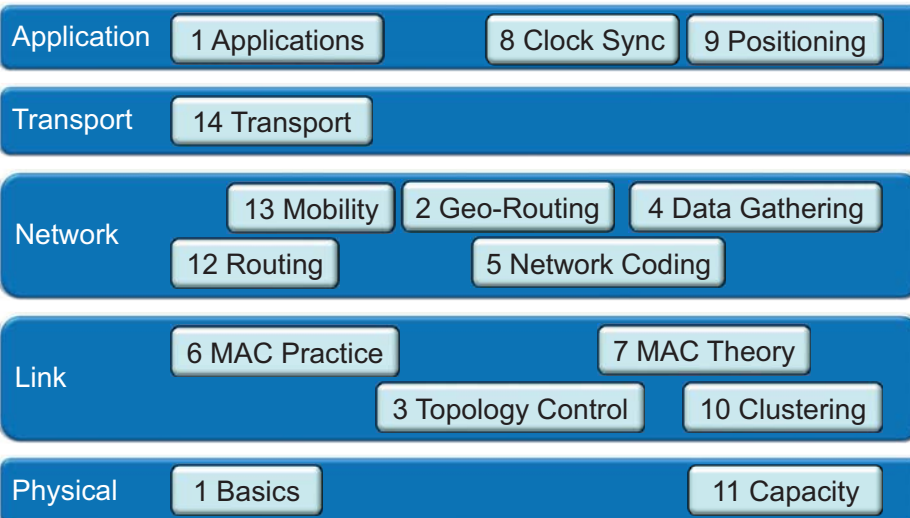 Application 1 Applications 8 Clock Sync 9 Positioning
Transport 14 Transport
13 Mobility 2 Geo-Routing 4 Data Gathering
Network
12 Routing 5 Network Coding
6 MAC Practice 7 MAC Theory
Link
3 Topology Control 10 Clustering
Physical 1 Basics 11 Capacity